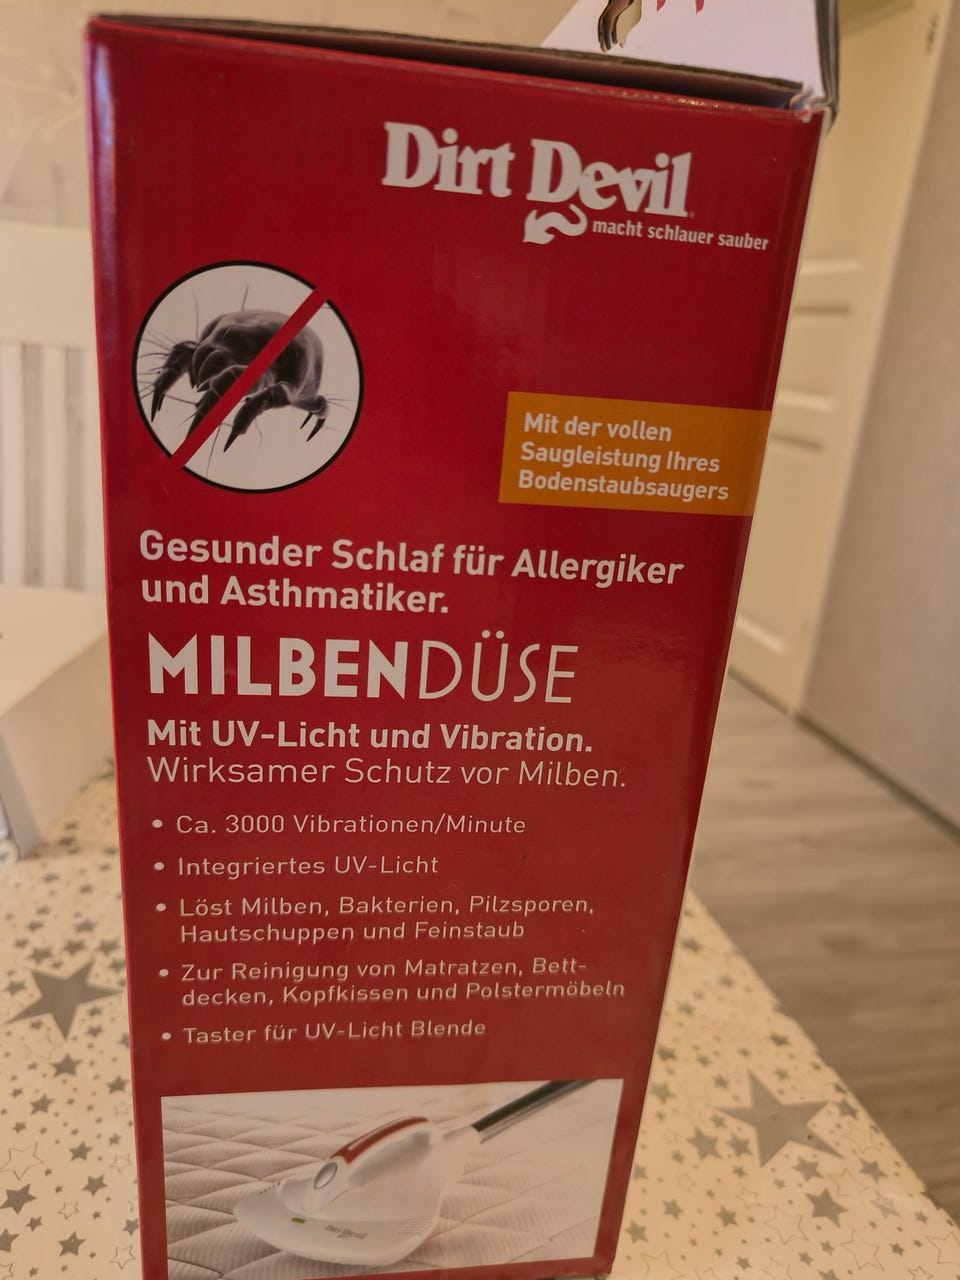 Dirt Devil
macht schlauer sauber
Mit der vollen
Saugleistung Ihres
Bodenstaubsaugers
Gesunder Schlaf für Allergiker
und Asthmatiker.
MILBENDÜSE
Mit UV-Licht und Vibration.
Wirksamer Schutz vor Milben.
• Ca. 3000 Vibrationen/Minute
• Integriertes UV-Licht
• Löst Milben, Bakterien, Pilzsporen,
Hautschuppen und Feinstaub
• Zur Reinigung von Matratzen, Bett-
decken, Kopfkissen und Polstermöbeln
• Taster für UV-Licht Blende
Dirt Devil